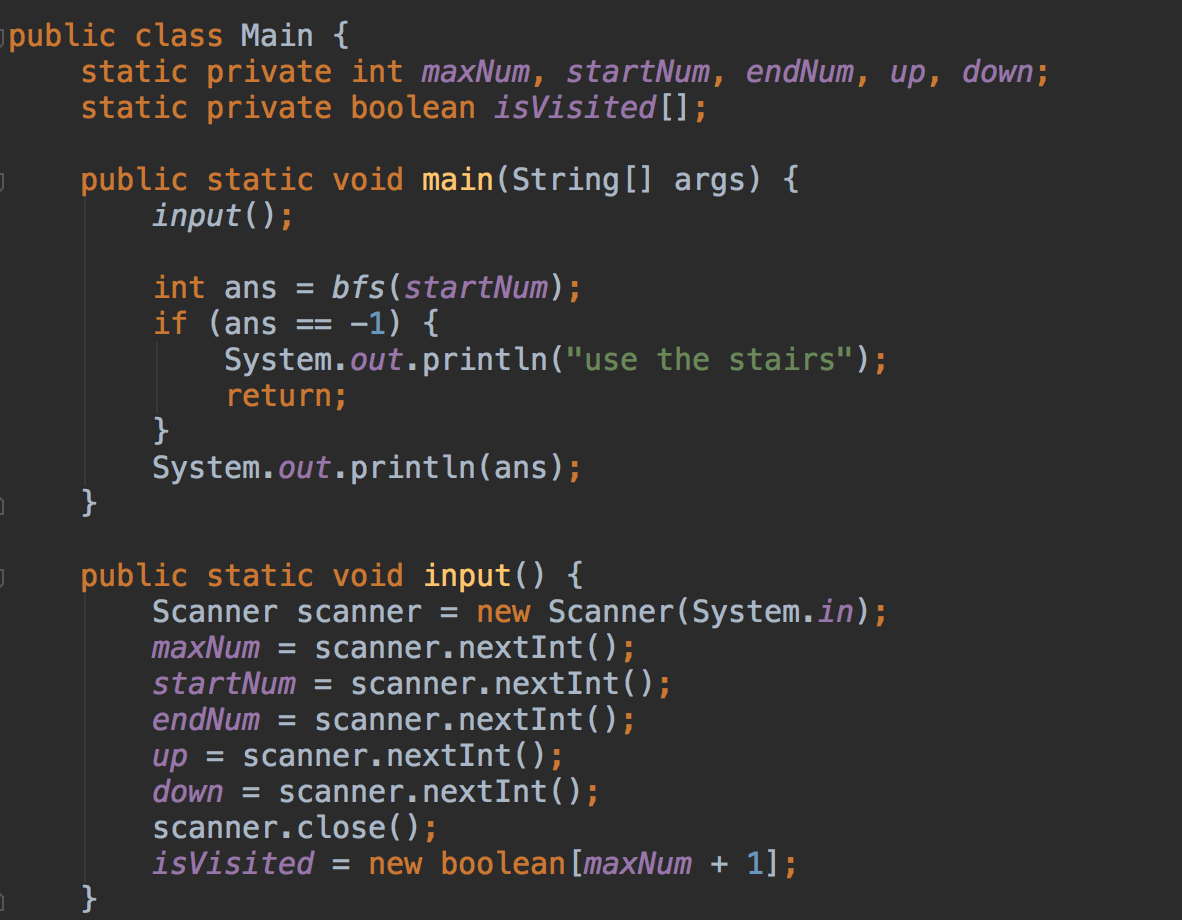 public class Main {
    static private int maxNum, startNum, endNum, up, down;
    static private boolean isVisited[];

    public static void main(String[] args) {
        input();

        int ans = bfs(startNum);
        if (ans == -1) {
            System.out.println("use the stairs");
            return;
        }
        System.out.println(ans);
    }

    public static void input() {
        Scanner scanner = new Scanner(System.in);
        maxNum = scanner.nextInt();
        startNum = scanner.nextInt();
        endNum = scanner.nextInt();
        up = scanner.nextInt();
        down = scanner.nextInt();
        scanner.close();
        isVisited = new boolean[maxNum + 1];
    }